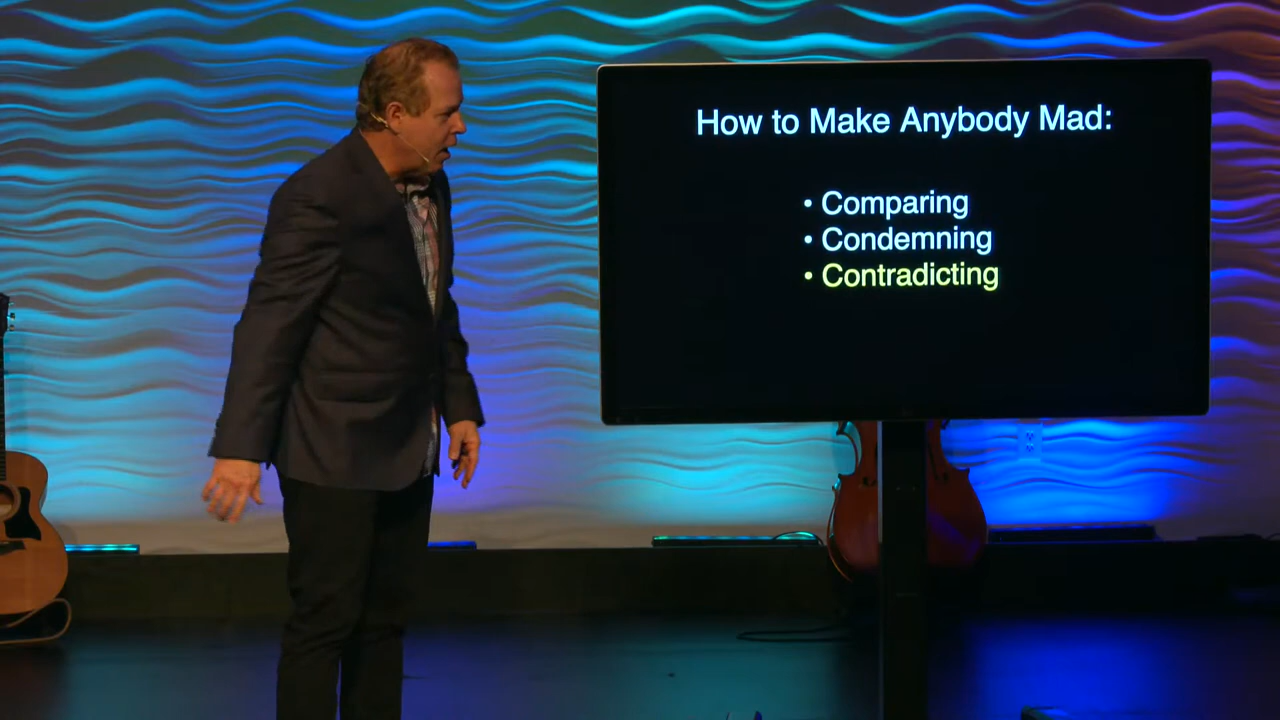 How to Make Anybody Mad:
• Comparing
• Condemning
• Contradicting